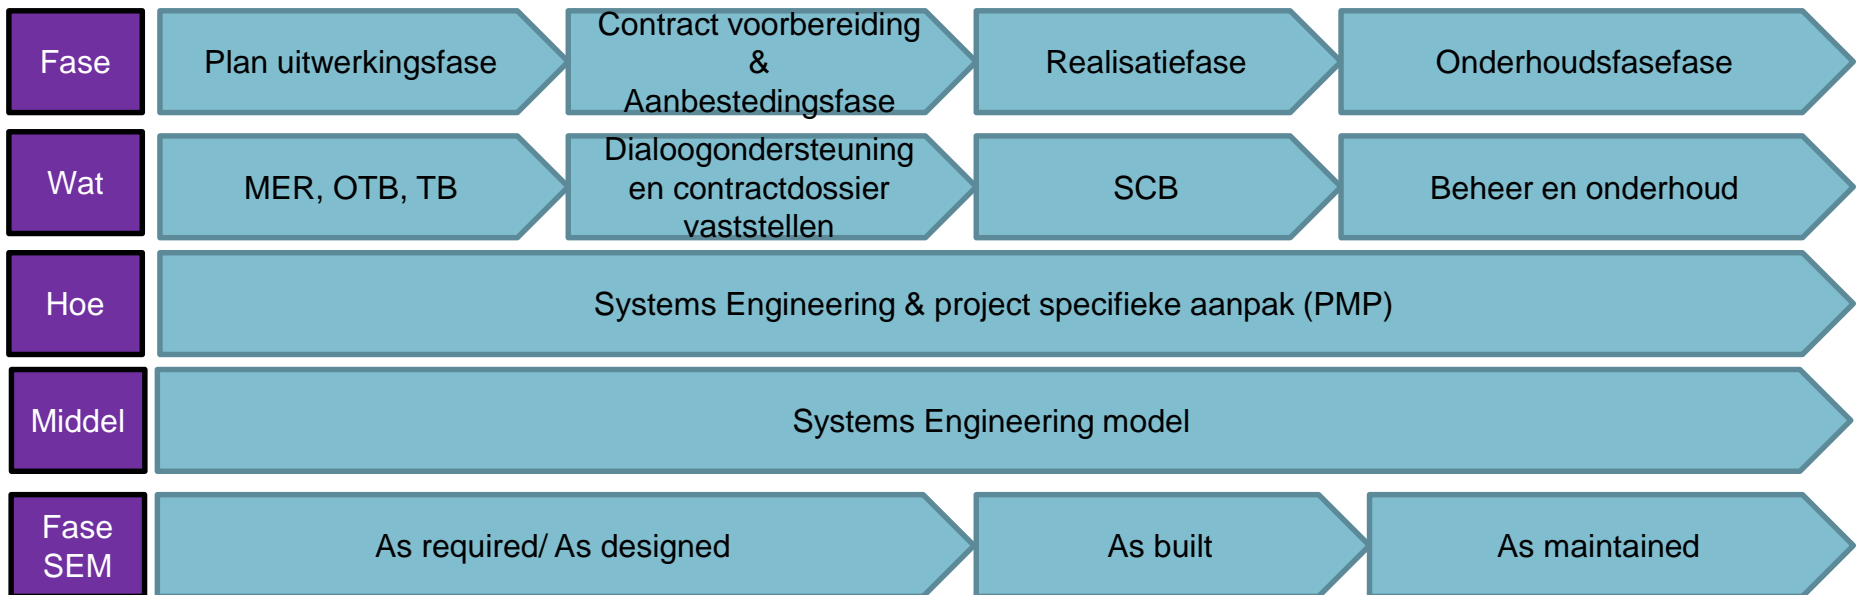 Fase
Plan uitwerkingsfase
Contract voorbereiding
&
Aanbestedingsfase
Realisatiefase
Onderhoudsfasefase
Wat
MER, OTB, TB
Dialoogondersteuning
en contractdossier
vaststellen
SCB
Beheer en onderhoud
Hoe
Systems Engineering & project specifieke aanpak (PMP)
Middel
Systems Engineering model
Fase
SEM
As required/ As designed
As built
As maintained